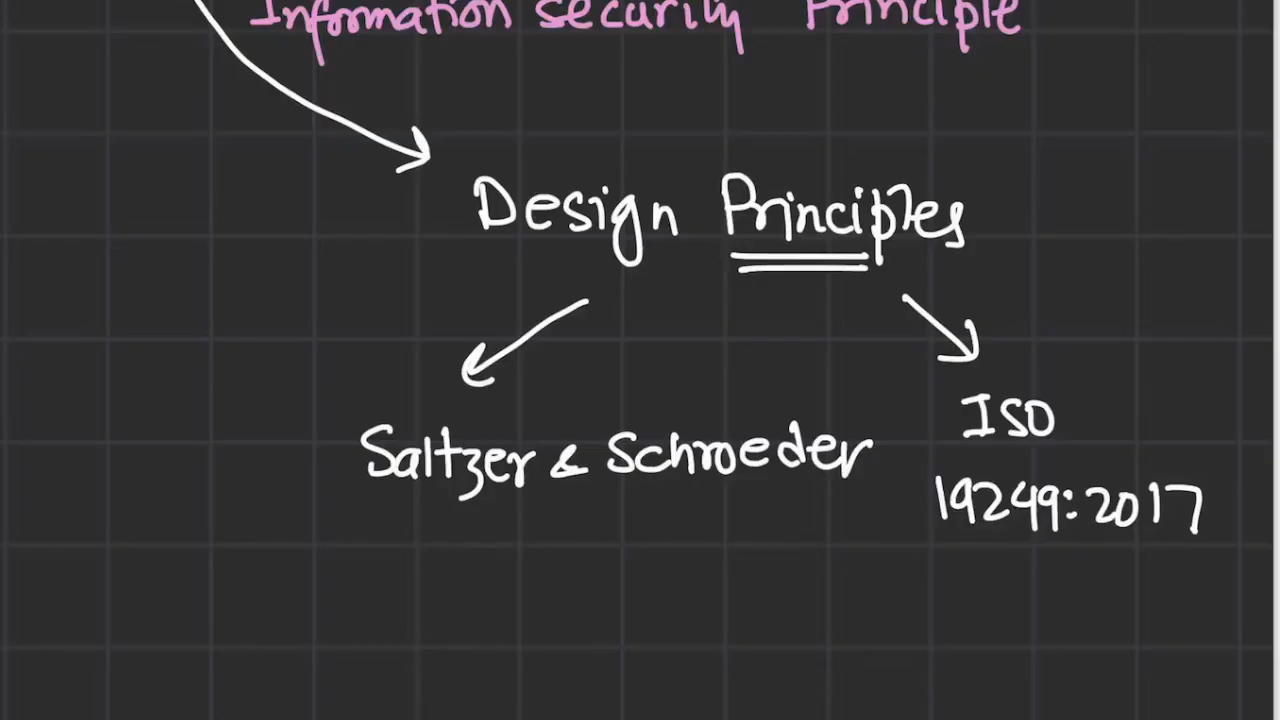 Information Security Principle
Design Principles
Saltzer & Schroeder
ISO
19249:2017